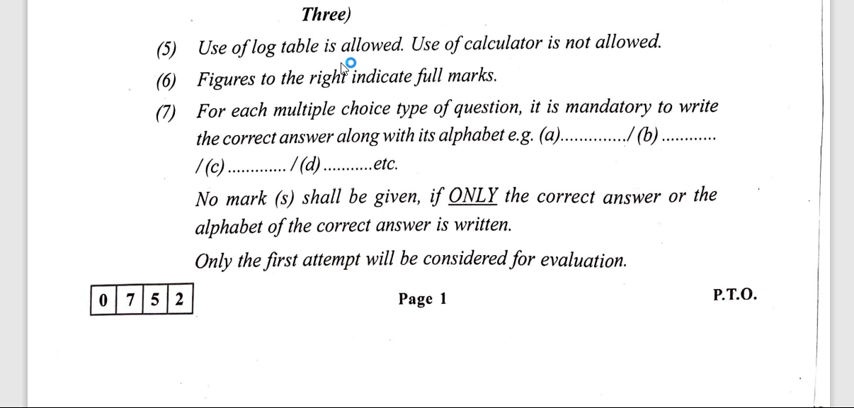 Three)
(5) Use of log table is allowed. Use of calculator is not allowed.
(6) Figures to the right indicate full marks.
(7) For each multiple choice type of question, it is mandatory to write
the correct answer along with its alphabet e.g. (a).............../ (b) .............
/ (c) .............. / (d) ...........etc.
No mark (s) shall be given, if ONLY the correct answer or the
alphabet of the correct answer is written.
Only the first attempt will be considered for evaluation.
0 7 5 2 Page 1 P.T.O.